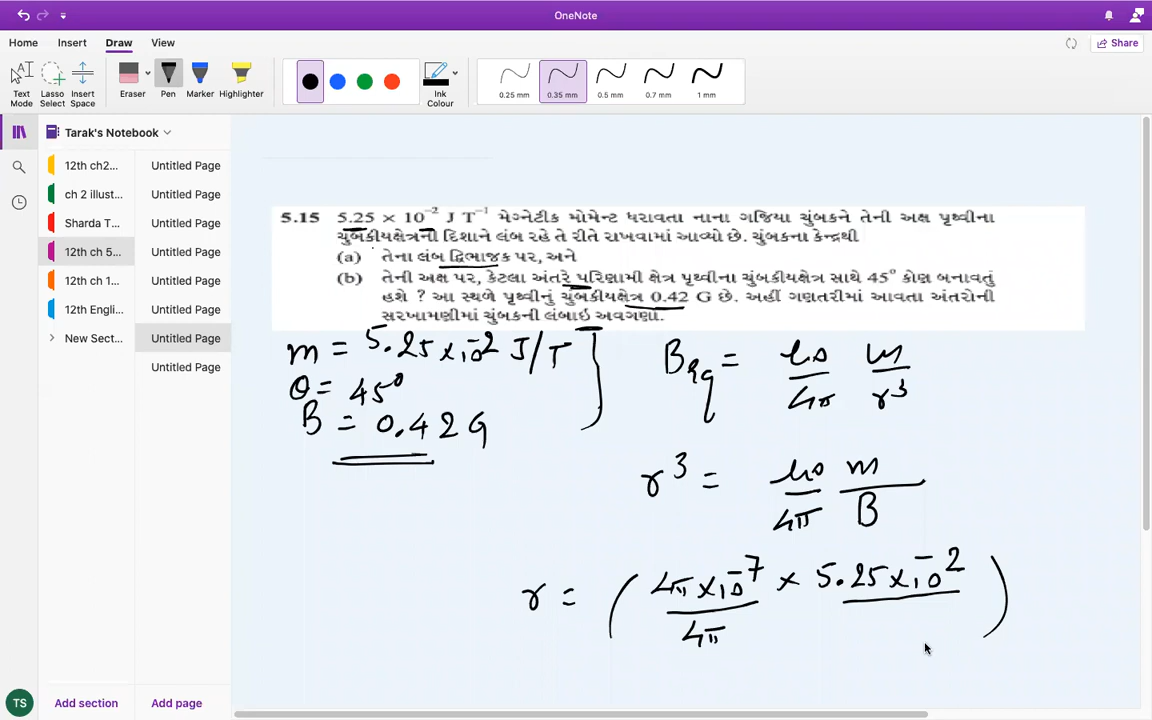 OneNote
Home Insert Draw View
Share
Text Mode
Lasso Select
Insert Space
Eraser
Pen
Marker
Highlighter
Ink Colour
0.25 mm
0.35 mm
0.5 mm
0.7 mm
1 mm
Tarak's Notebook
12th ch2... Untitled Page
ch 2 illust... Untitled Page
Sharda T... Untitled Page
12th ch 5... Untitled Page
12th ch 1... Untitled Page
12th Engli... Untitled Page
New Sect... Untitled Page
Untitled Page
5.15 5.25 × 10⁻² J T⁻¹ મેગ્નેટીક મોમેન્ટ ધરાવતા નાના ગજિયા ચુંબકને તેની અક્ષ પૃથ્વીના
ચુંબકીયક્ષેત્રની દિશાને લંબ રહે તે રીતે રાખવામાં આવ્યો છે. ચુંબકના કેન્દ્રથી
(a) તેના લંબ દ્વિભાજક પર, અને
(b) તેની અક્ષ પર, કેટલા અંતરે પરિણામી ક્ષેત્ર પૃથ્વીના ચુંબકીયક્ષેત્ર સાથે 45° કોણ બનાવતું
હશે ? આ સ્થળે પૃથ્વીનું ચુંબકીયક્ષેત્ર 0.42 G છે. અહીં ગણતરીમાં આવતા અંતરોની
સરખામણીમાં ચુંબકની લંબાઈ અવગણો.
m = 5.25 × 10⁻² J/T
θ = 45°
B = 0.42 G
Beq = μ0/4π m/r³
r³ = μ0/4π m/B
r = ( 4π × 10⁻⁷/4π × 5.25 × 10⁻² )
TS
Add section Add page